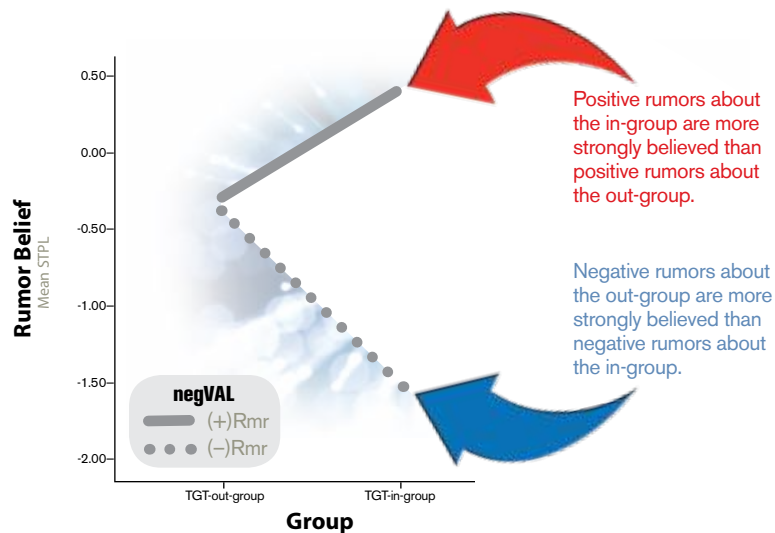 0.50
0.00
-0.50
-1.00
-1.50
-2.00
Rumor Belief
Mean STPL
negVAL
(+)Rmr
(–)Rmr
TGT-out-group
TGT-in-group
Group
Positive rumors about
the in-group are more
strongly believed than
positive rumors about
the out-group.
Negative rumors about
the out-group are more
strongly believed than
negative rumors about
the in-group.